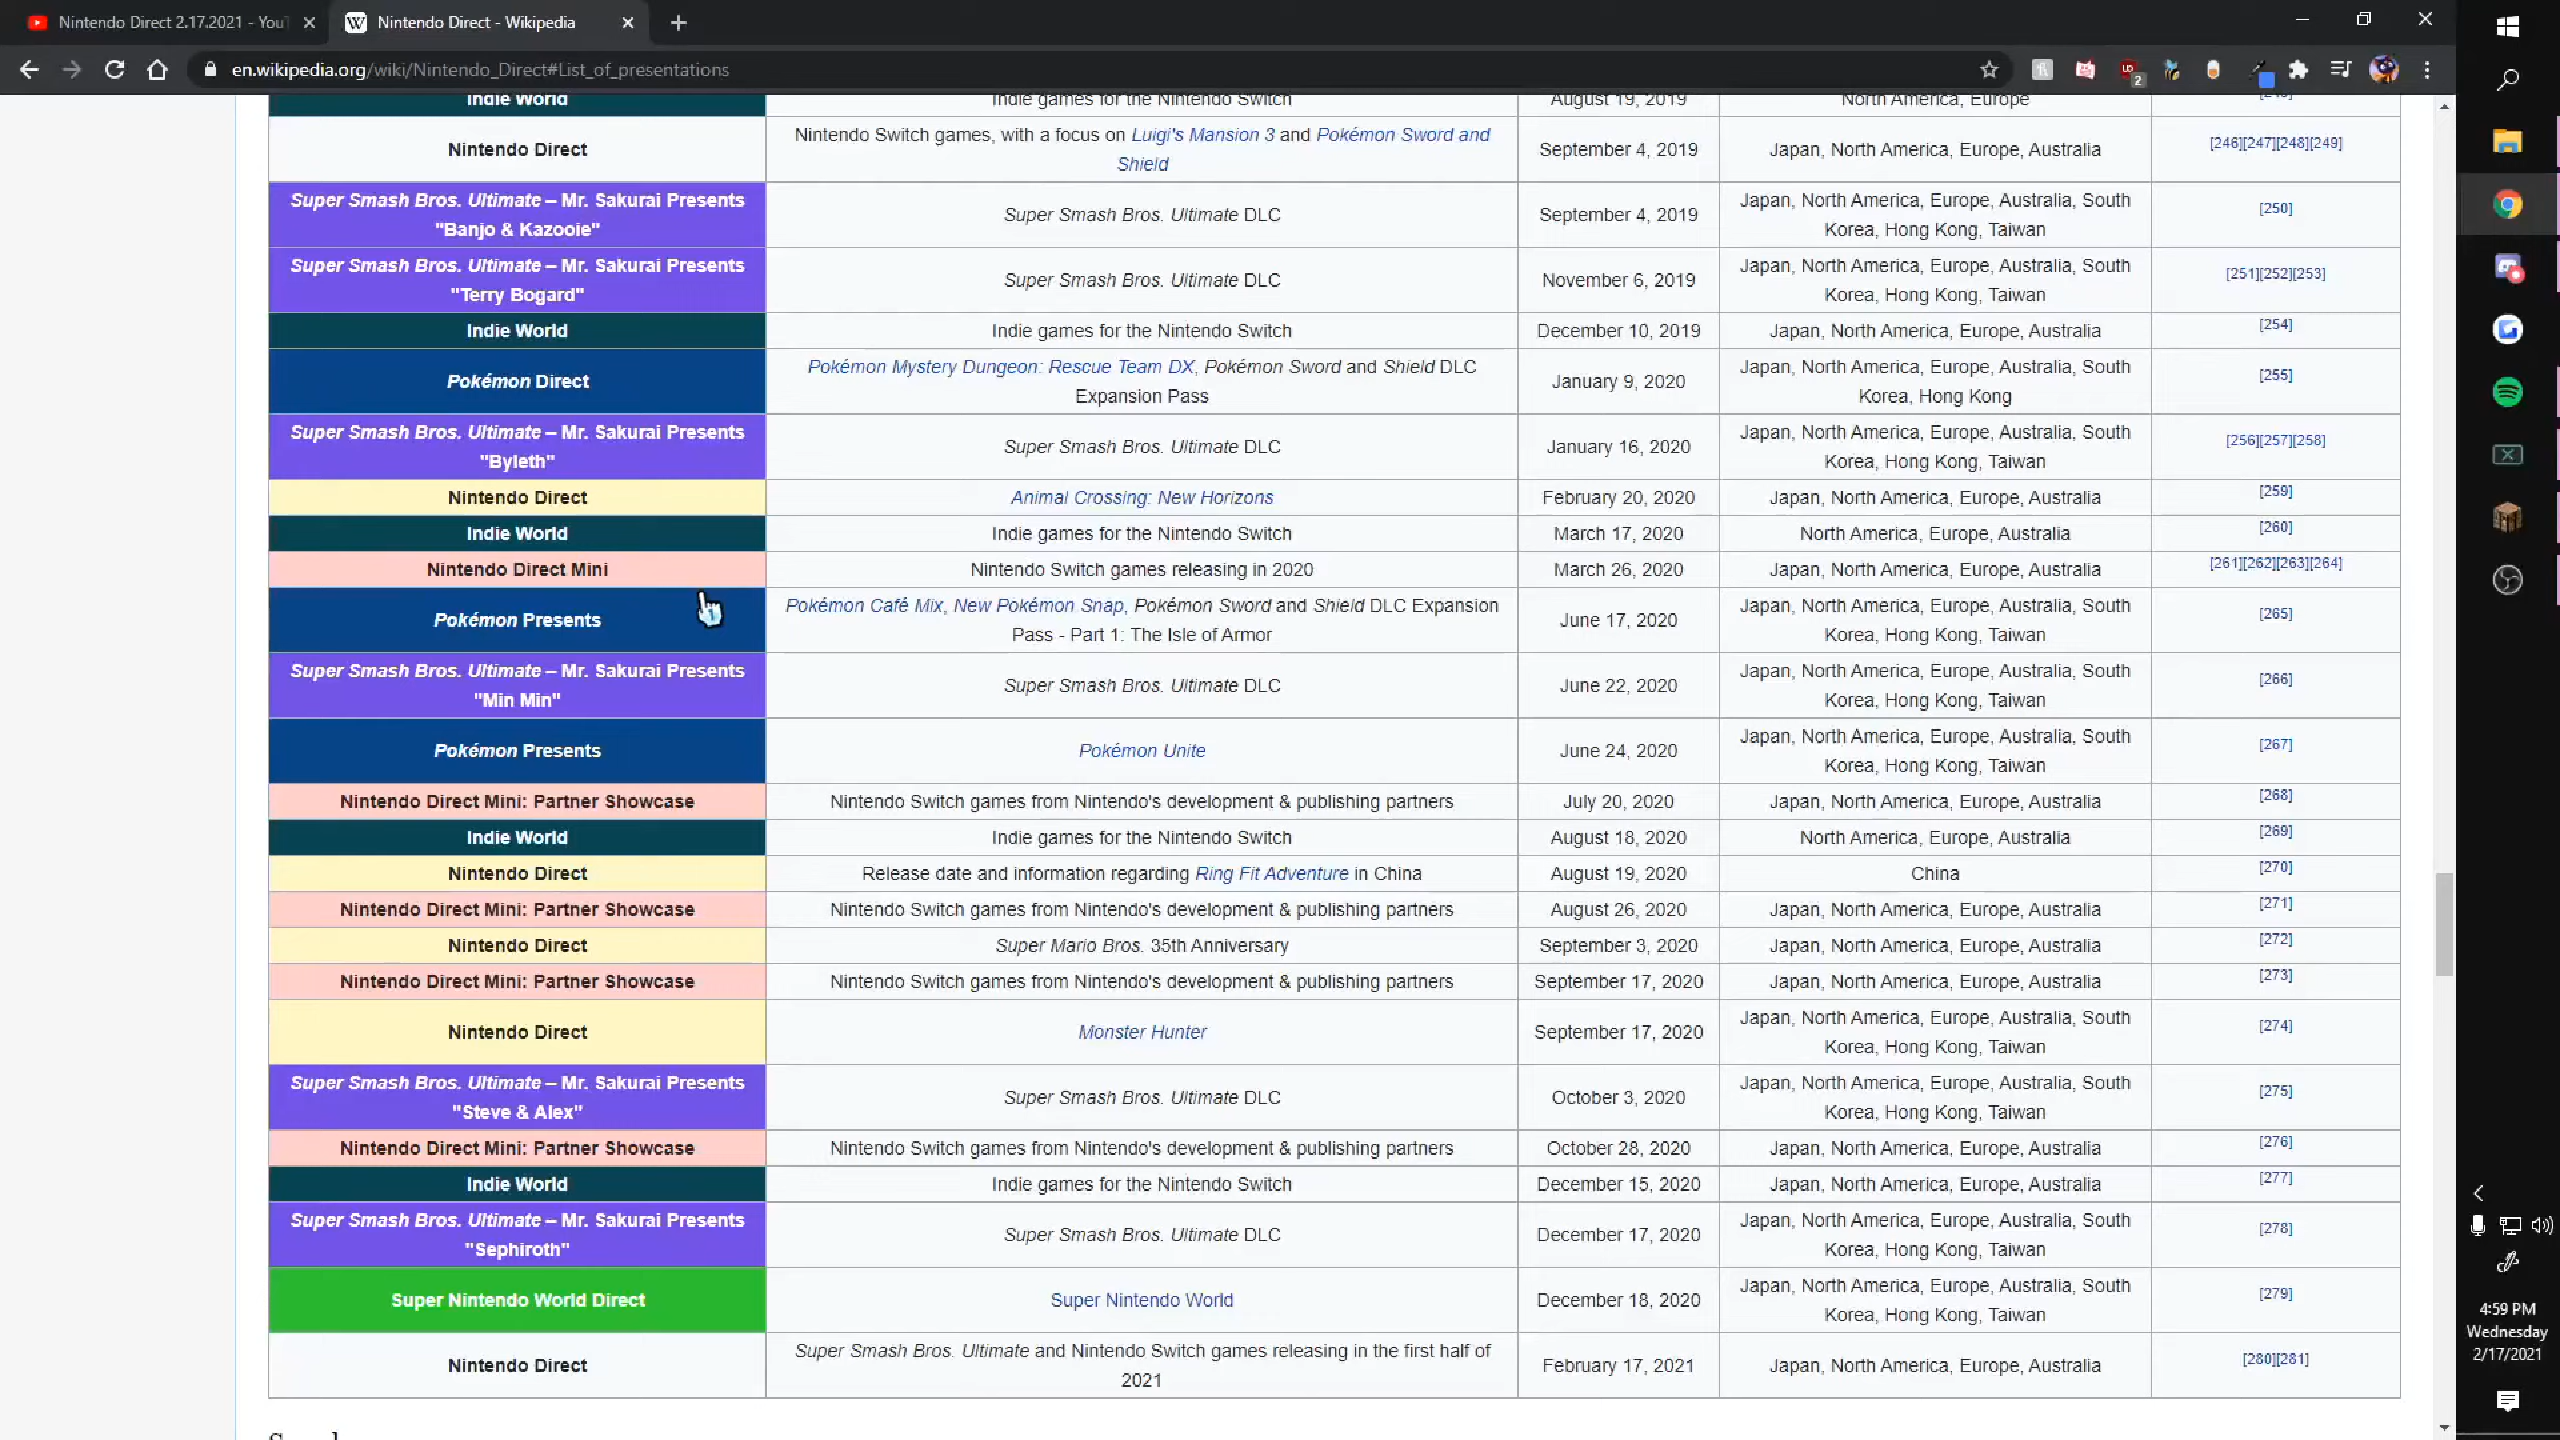 Nintendo Direct 2.17.2021 - YouT
Nintendo Direct - Wikipedia
en.wikipedia.org/wiki/Nintendo_Direct#List_of_presentations
2
Indie World Indie games for the Nintendo Switch August 19, 2019 North America, Europe
Nintendo Direct Nintendo Switch games, with a focus on Luigi's Mansion 3 and Pokémon Sword and
Shield September 4, 2019 Japan, North America, Europe, Australia [246][247][248][249]
Super Smash Bros. Ultimate – Mr. Sakurai Presents
"Banjo & Kazooie" Super Smash Bros. Ultimate DLC September 4, 2019 Japan, North America, Europe, Australia, South
Korea, Hong Kong, Taiwan [250]
Super Smash Bros. Ultimate – Mr. Sakurai Presents
"Terry Bogard" Super Smash Bros. Ultimate DLC November 6, 2019 Japan, North America, Europe, Australia, South
Korea, Hong Kong, Taiwan [251][252][253]
Indie World Indie games for the Nintendo Switch December 10, 2019 Japan, North America, Europe, Australia [254]
Pokémon Direct Pokémon Mystery Dungeon: Rescue Team DX, Pokémon Sword and Shield DLC
Expansion Pass January 9, 2020 Japan, North America, Europe, Australia, South
Korea, Hong Kong [255]
Super Smash Bros. Ultimate – Mr. Sakurai Presents
"Byleth" Super Smash Bros. Ultimate DLC January 16, 2020 Japan, North America, Europe, Australia, South
Korea, Hong Kong, Taiwan [256][257][258]
Nintendo Direct Animal Crossing: New Horizons February 20, 2020 Japan, North America, Europe, Australia [259]
Indie World Indie games for the Nintendo Switch March 17, 2020 North America, Europe, Australia [260]
Nintendo Direct Mini Nintendo Switch games releasing in 2020 March 26, 2020 Japan, North America, Europe, Australia [261][262][263][264]
Pokémon Presents Pokémon Café Mix, New Pokémon Snap, Pokémon Sword and Shield DLC Expansion
Pass - Part 1: The Isle of Armor June 17, 2020 Japan, North America, Europe, Australia, South
Korea, Hong Kong, Taiwan [265]
Super Smash Bros. Ultimate – Mr. Sakurai Presents
"Min Min" Super Smash Bros. Ultimate DLC June 22, 2020 Japan, North America, Europe, Australia, South
Korea, Hong Kong, Taiwan [266]
Pokémon Presents Pokémon Unite June 24, 2020 Japan, North America, Europe, Australia, South
Korea, Hong Kong, Taiwan [267]
Nintendo Direct Mini: Partner Showcase Nintendo Switch games from Nintendo's development & publishing partners July 20, 2020 Japan, North America, Europe, Australia [268]
Indie World Indie games for the Nintendo Switch August 18, 2020 North America, Europe, Australia [269]
Nintendo Direct Release date and information regarding Ring Fit Adventure in China August 19, 2020 China [270]
Nintendo Direct Mini: Partner Showcase Nintendo Switch games from Nintendo's development & publishing partners August 26, 2020 Japan, North America, Europe, Australia [271]
Nintendo Direct Super Mario Bros. 35th Anniversary September 3, 2020 Japan, North America, Europe, Australia [272]
Nintendo Direct Mini: Partner Showcase Nintendo Switch games from Nintendo's development & publishing partners September 17, 2020 Japan, North America, Europe, Australia [273]
Nintendo Direct Monster Hunter September 17, 2020 Japan, North America, Europe, Australia, South
Korea, Hong Kong, Taiwan [274]
Super Smash Bros. Ultimate – Mr. Sakurai Presents
"Steve & Alex" Super Smash Bros. Ultimate DLC October 3, 2020 Japan, North America, Europe, Australia, South
Korea, Hong Kong, Taiwan [275]
Nintendo Direct Mini: Partner Showcase Nintendo Switch games from Nintendo's development & publishing partners October 28, 2020 Japan, North America, Europe, Australia [276]
Indie World Indie games for the Nintendo Switch December 15, 2020 Japan, North America, Europe, Australia [277]
Super Smash Bros. Ultimate – Mr. Sakurai Presents
"Sephiroth" Super Smash Bros. Ultimate DLC December 17, 2020 Japan, North America, Europe, Australia, South
Korea, Hong Kong, Taiwan [278]
Super Nintendo World Direct Super Nintendo World December 18, 2020 Japan, North America, Europe, Australia, South
Korea, Hong Kong, Taiwan [279]
Nintendo Direct Super Smash Bros. Ultimate and Nintendo Switch games releasing in the first half of
2021 February 17, 2021 Japan, North America, Europe, Australia [280][281]
4:59 PM
Wednesday
2/17/2021